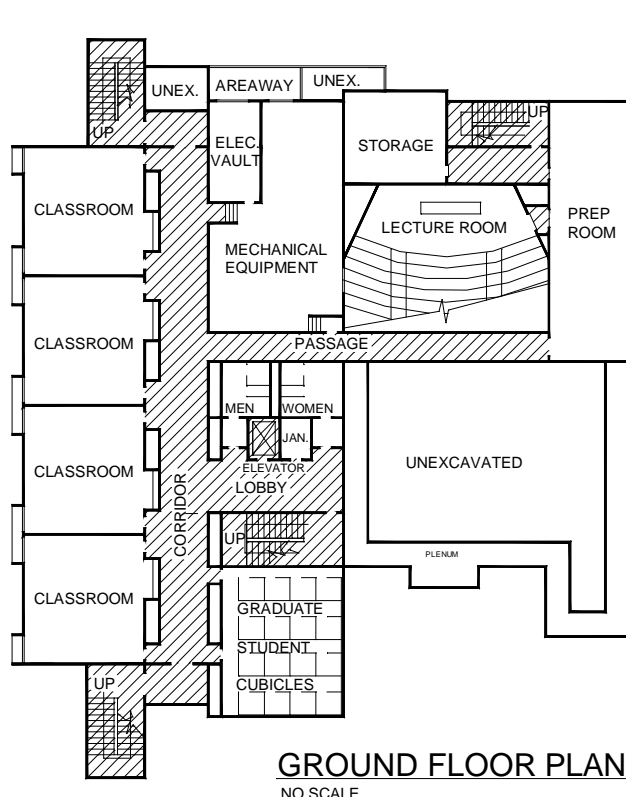 UNEX.
AREAWAY
UNEX.
UP
UP
ELEC.
VAULT
STORAGE
CLASSROOM
LECTURE ROOM
PREP
ROOM
MECHANICAL
EQUIPMENT
CLASSROOM
PASSAGE
MEN
WOMEN
JAN.
CLASSROOM
ELEVATOR
LOBBY
UNEXCAVATED
CORRIDOR
UP
PLENUM
CLASSROOM
GRADUATE
STUDENT
CUBICLES
UP
GROUND FLOOR PLAN
NO SCALE